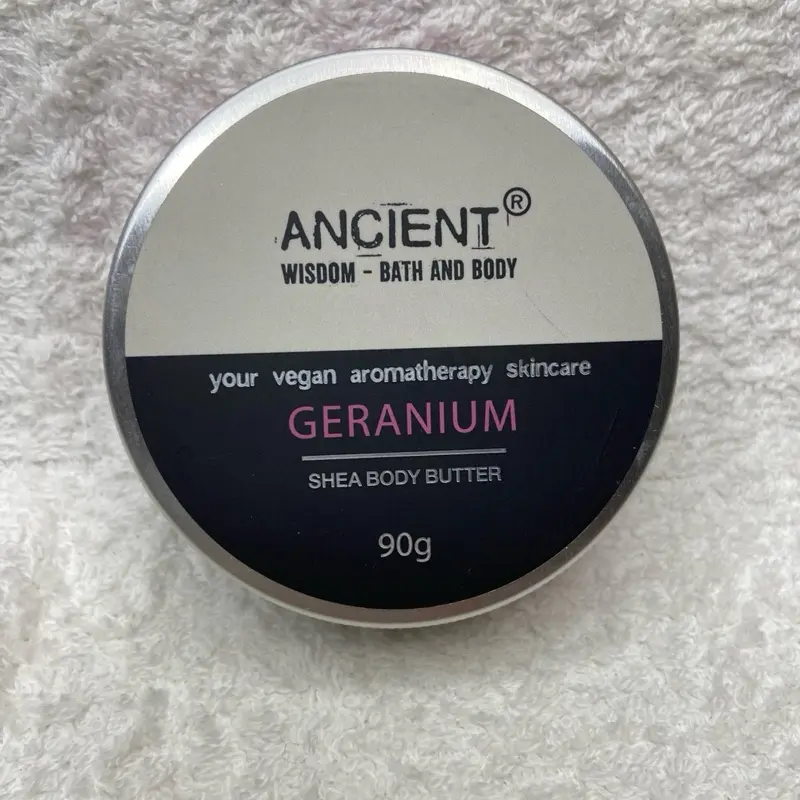 ANCIENT®
WISDOM - BATH AND BODY
your vegan aromatherapy skincare
GERANIUM
SHEA BODY BUTTER
90g